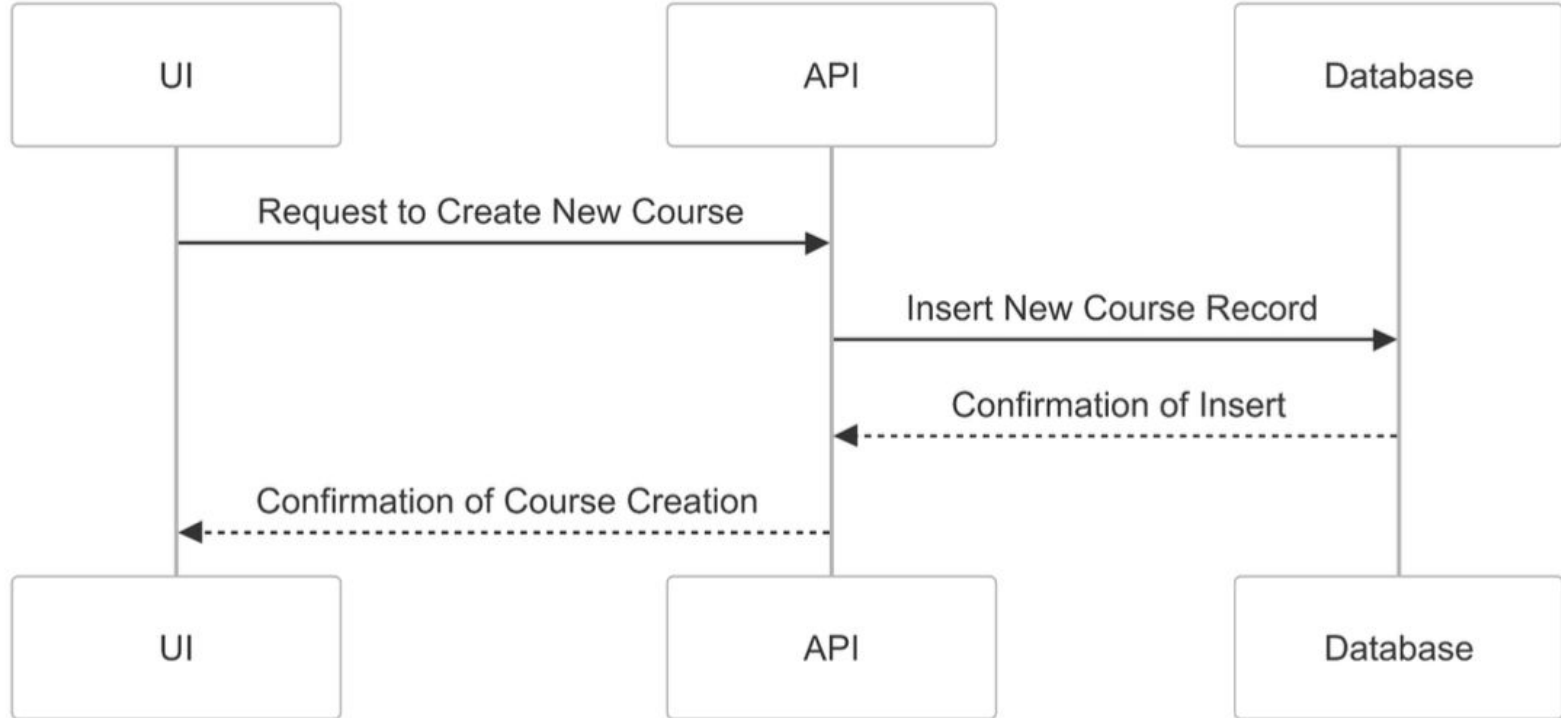 UI
API
Database
Request to Create New Course
Insert New Course Record
Confirmation of Insert
Confirmation of Course Creation
UI
API
Database